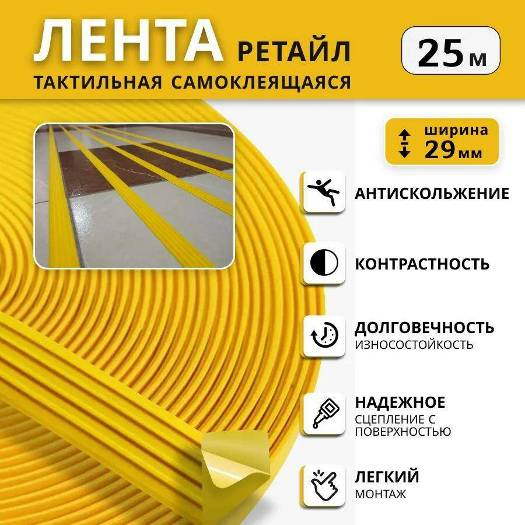 ЛЕНТА РЕТАЙЛ
ТАКТИЛЬНАЯ САМОКЛЕЯЩАЯСЯ
25 м
ширина
29 мм
АНТИСКОЛЬЖЕНИЕ
КОНТРАСТНОСТЬ
ДОЛГОВЕЧНОСТЬ
ИЗНОСОСТОЙКОСТЬ
НАДЕЖНОЕ
СЦЕПЛЕНИЕ С
ПОВЕРХНОСТЬЮ
ЛЕГКИЙ
МОНТАЖ